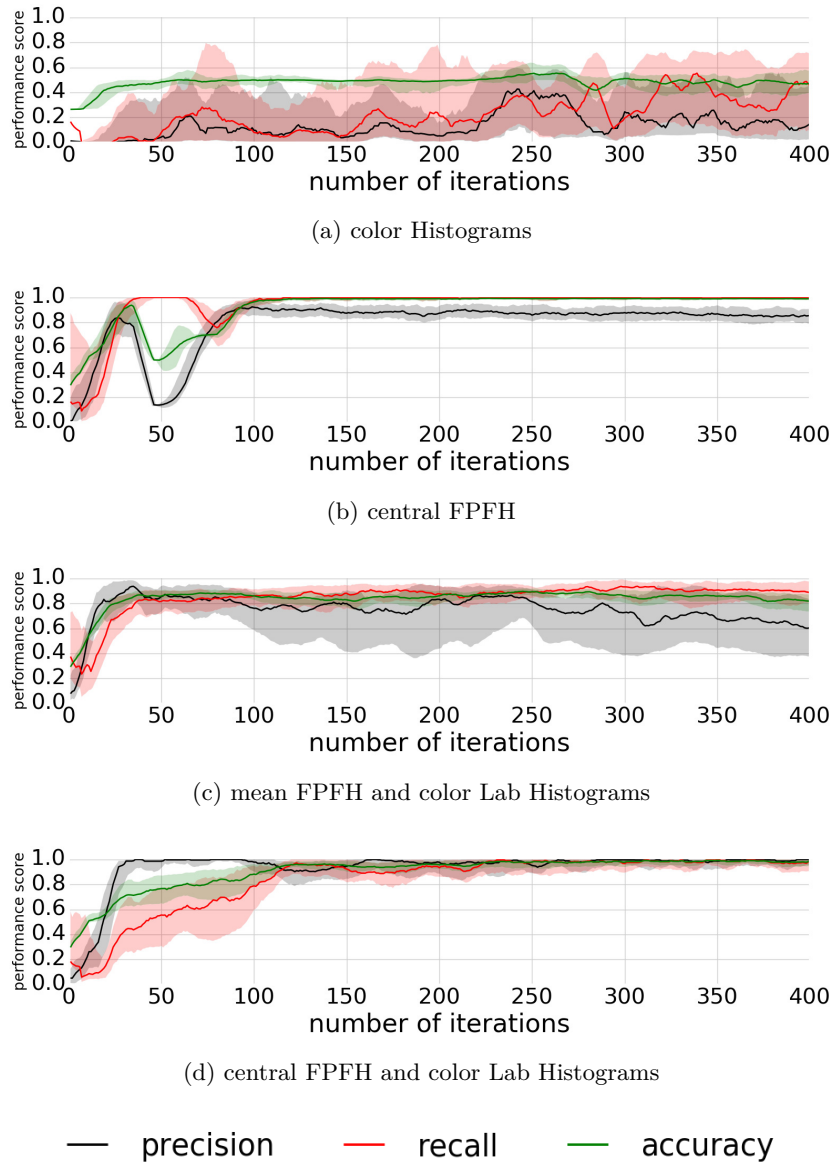 performance score
1.0
0.8
0.6
0.4
0.2
0.0
0 50 100 150 200 250 300 350 400
number of iterations
(a) color Histograms
performance score
1.0
0.8
0.6
0.4
0.2
0.0
0 50 100 150 200 250 300 350 400
number of iterations
(b) central FPFH
performance score
1.0
0.8
0.6
0.4
0.2
0.0
0 50 100 150 200 250 300 350 400
number of iterations
(c) mean FPFH and color Lab Histograms
performance score
1.0
0.8
0.6
0.4
0.2
0.0
0 50 100 150 200 250 300 350 400
number of iterations
(d) central FPFH and color Lab Histograms
precision recall accuracy